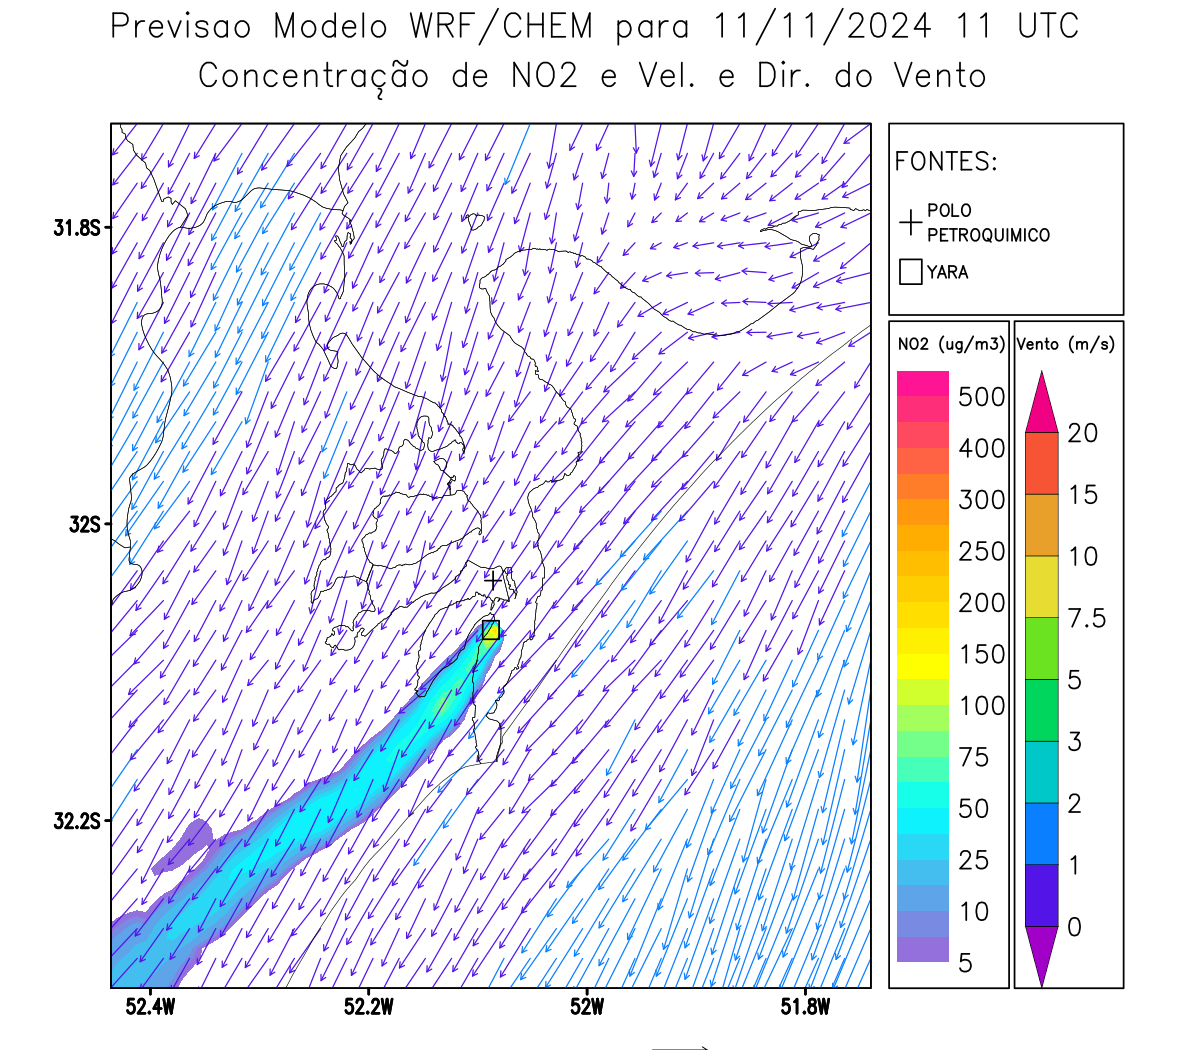 Previsao Modelo WRF/CHEM para 11/11/2024 11 UTC
Concentração de NO2 e Vel. e Dir. do Vento
FONTES:
POLO
PETROQUIMICO
YARA
NO2 (ug/m3)
500
400
300
250
200
150
100
75
50
25
10
5
Vento (m/s)
20
15
10
7.5
5
3
2
1
0
31.8S
32S
32.2S
52.4W
52.2W
52W
51.8W